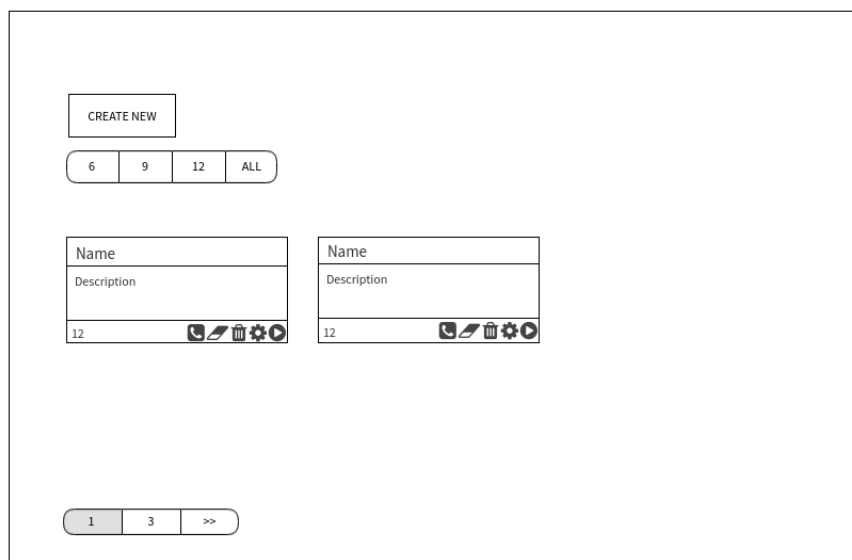 CREATE NEW
6 9 12 ALL
Name
Description
12
Name
Description
12
1 3 >>